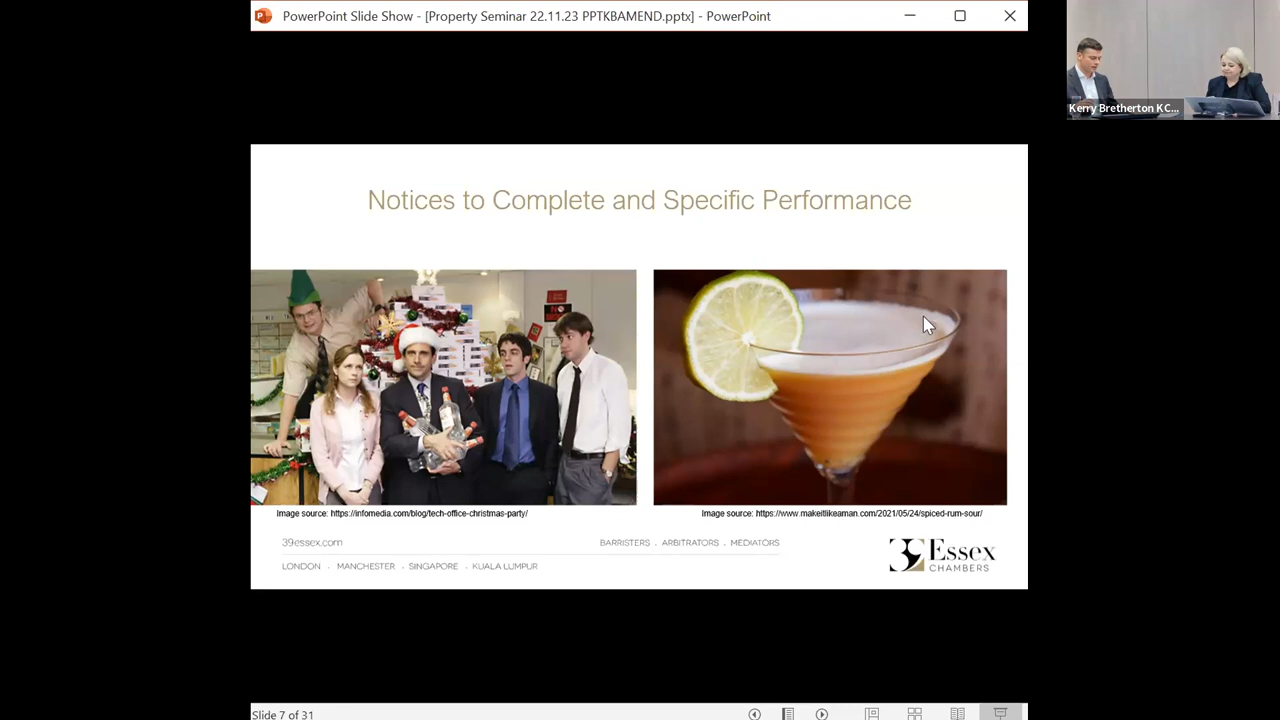 PowerPoint Slide Show - [Property Seminar 22.11.23 PPTKBAMEND.pptx] - PowerPoint
Kerry Bretherton KC...
Notices to Complete and Specific Performance
Image source: https://infomedia.com/blog/tech-office-christmas-party/
Image source: https://www.makeitlikeaman.com/2021/05/24/spiced-rum-sour/
39essex.com
BARRISTERS . ARBITRATORS . MEDIATORS
LONDON . MANCHESTER . SINGAPORE . KUALA LUMPUR
39 Essex
CHAMBERS
Slide 7 of 31